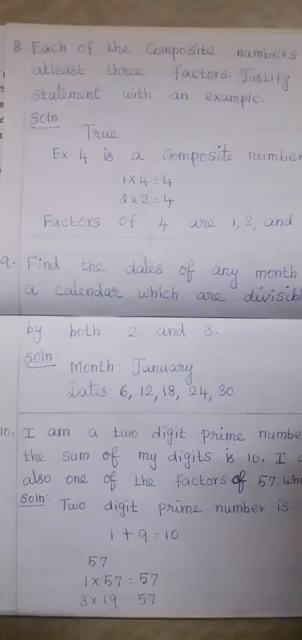 8. Each of the Composite numbers
atleast three factors. Justify
statement with an example.
Soln
True
Ex 4 is a Composite number
1 x 4 = 4
2 x 2 = 4
Factors of 4 are 1, 2, and
9. Find the dates of any month
a calendar which are divisibl
by both 2 and 3.
Soln. Month: January
Dates: 6, 12, 18, 24, 30
10. I am a two digit prime numbe
the sum of my digits is 10. I
also one of the factors of 57. wh
Soln: Two digit prime number is
1 + 9 = 10
57
1 x 57 = 57
3 x 19 = 57